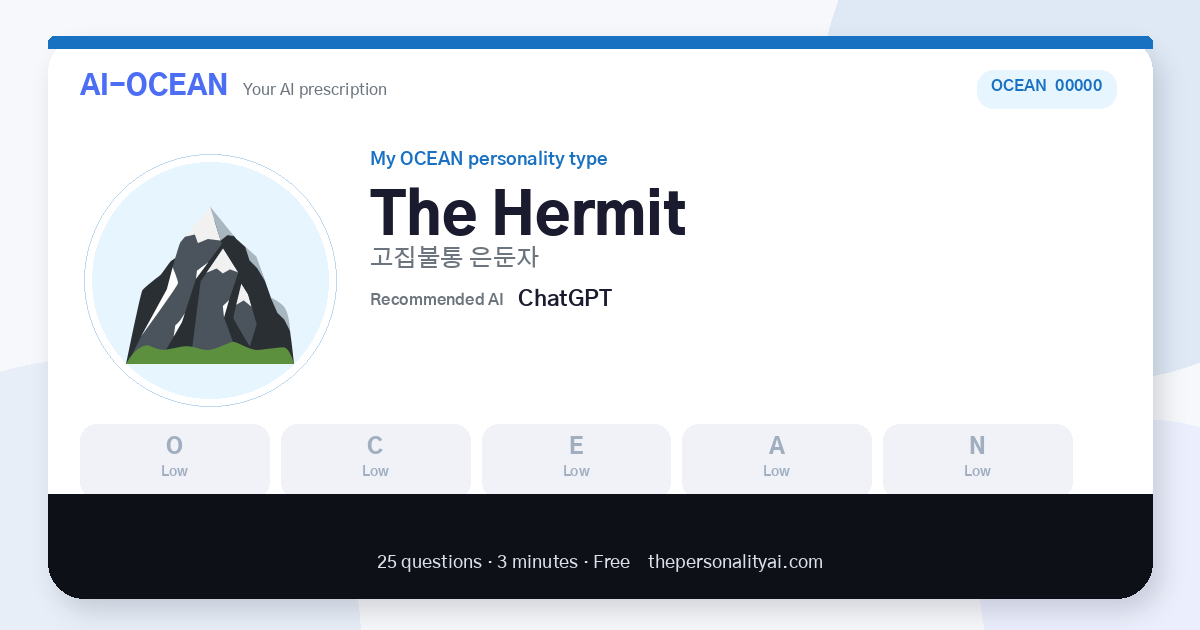 AI-OCEAN Your AI prescription
OCEAN 00000
My OCEAN personality type
The Hermit
고집불통 은둔자
Recommended AI ChatGPT
O C E A N
Low Low Low Low Low
25 questions · 3 minutes · Free thepersonalityai.com